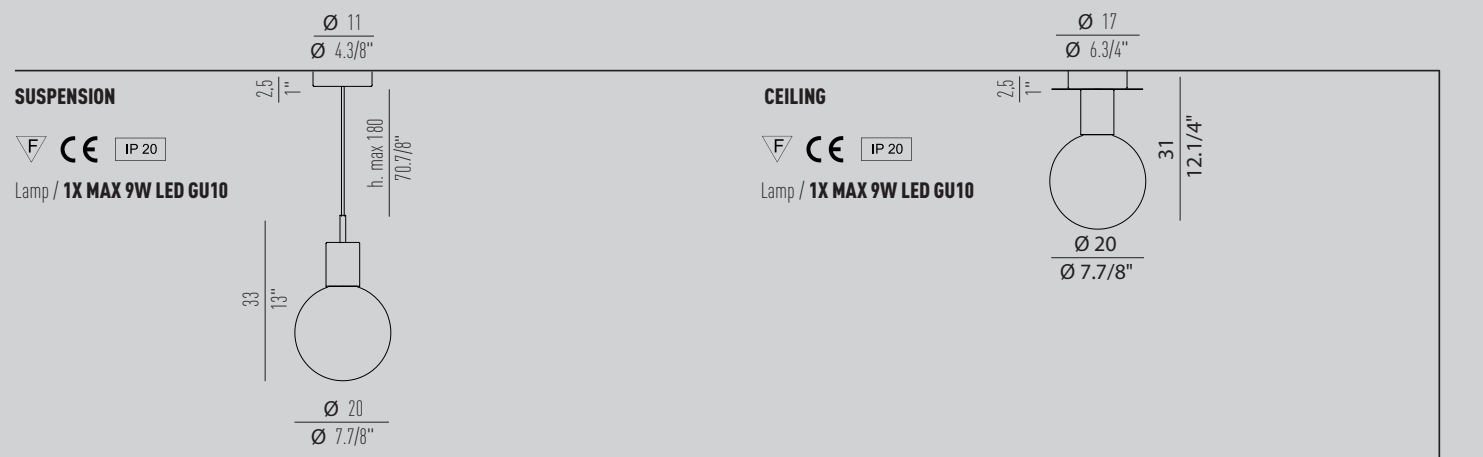 Ø 11
Ø 4.3/8"
2.5
1"
SUSPENSION
F CE IP 20
h. max 180
70.7/8"
Lamp / 1X MAX 9W LED GU10
33
13"
Ø 20
Ø 7.7/8"
Ø 17
Ø 6.3/4"
2.5
1"
CEILING
F CE IP 20
31
12.1/4"
Lamp / 1X MAX 9W LED GU10
Ø 20
Ø 7.7/8"